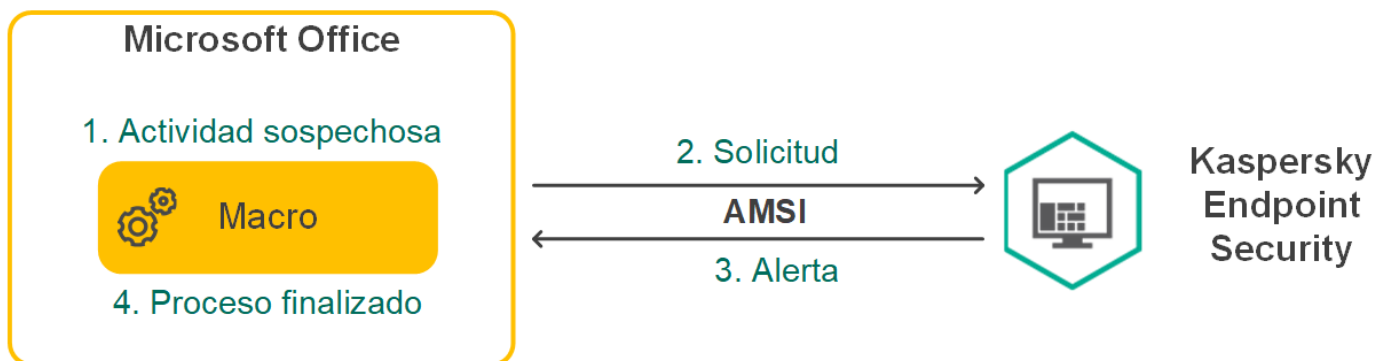 Microsoft Office
1. Actividad sospechosa
Macro
4. Proceso finalizado
2. Solicitud
AMSI
3. Alerta
Kaspersky
Endpoint
Security